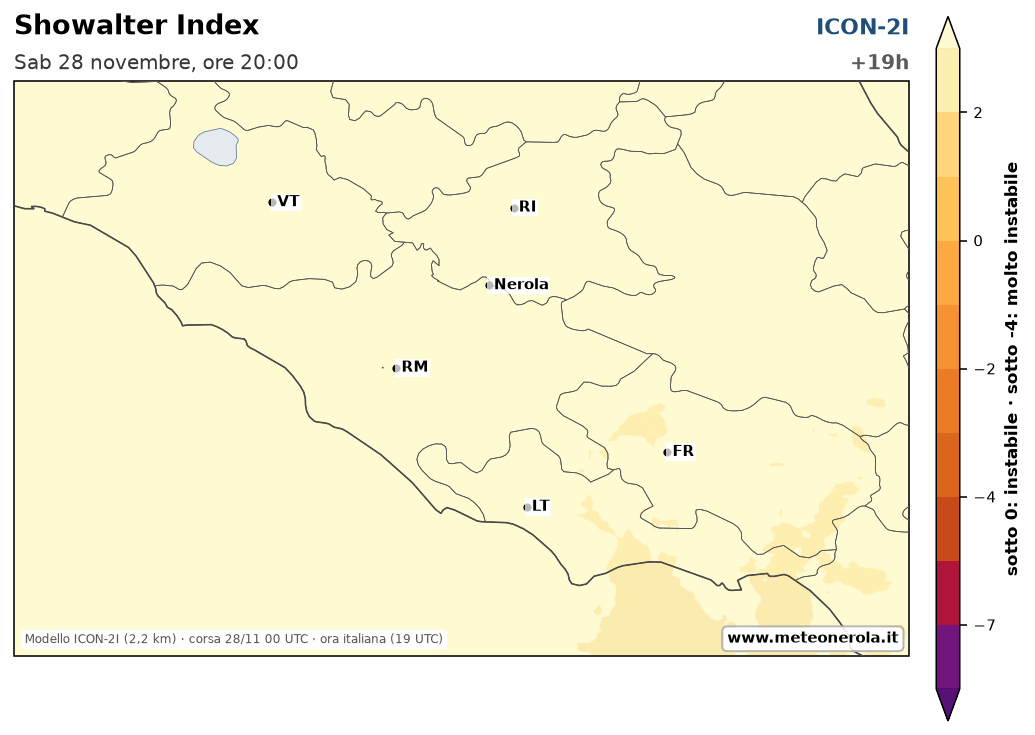 Showalter Index
ICON-2I
Sab 28 novembre, ore 20:00
+19h
VT
RI
Nerola
RM
FR
LT
Modello ICON-2I (2,2 km) · corsa 28/11 00 UTC · ora italiana (19 UTC)
www.meteonerola.it
2
0
−2
−4
−7
sotto 0: instabile · sotto -4: molto instabile